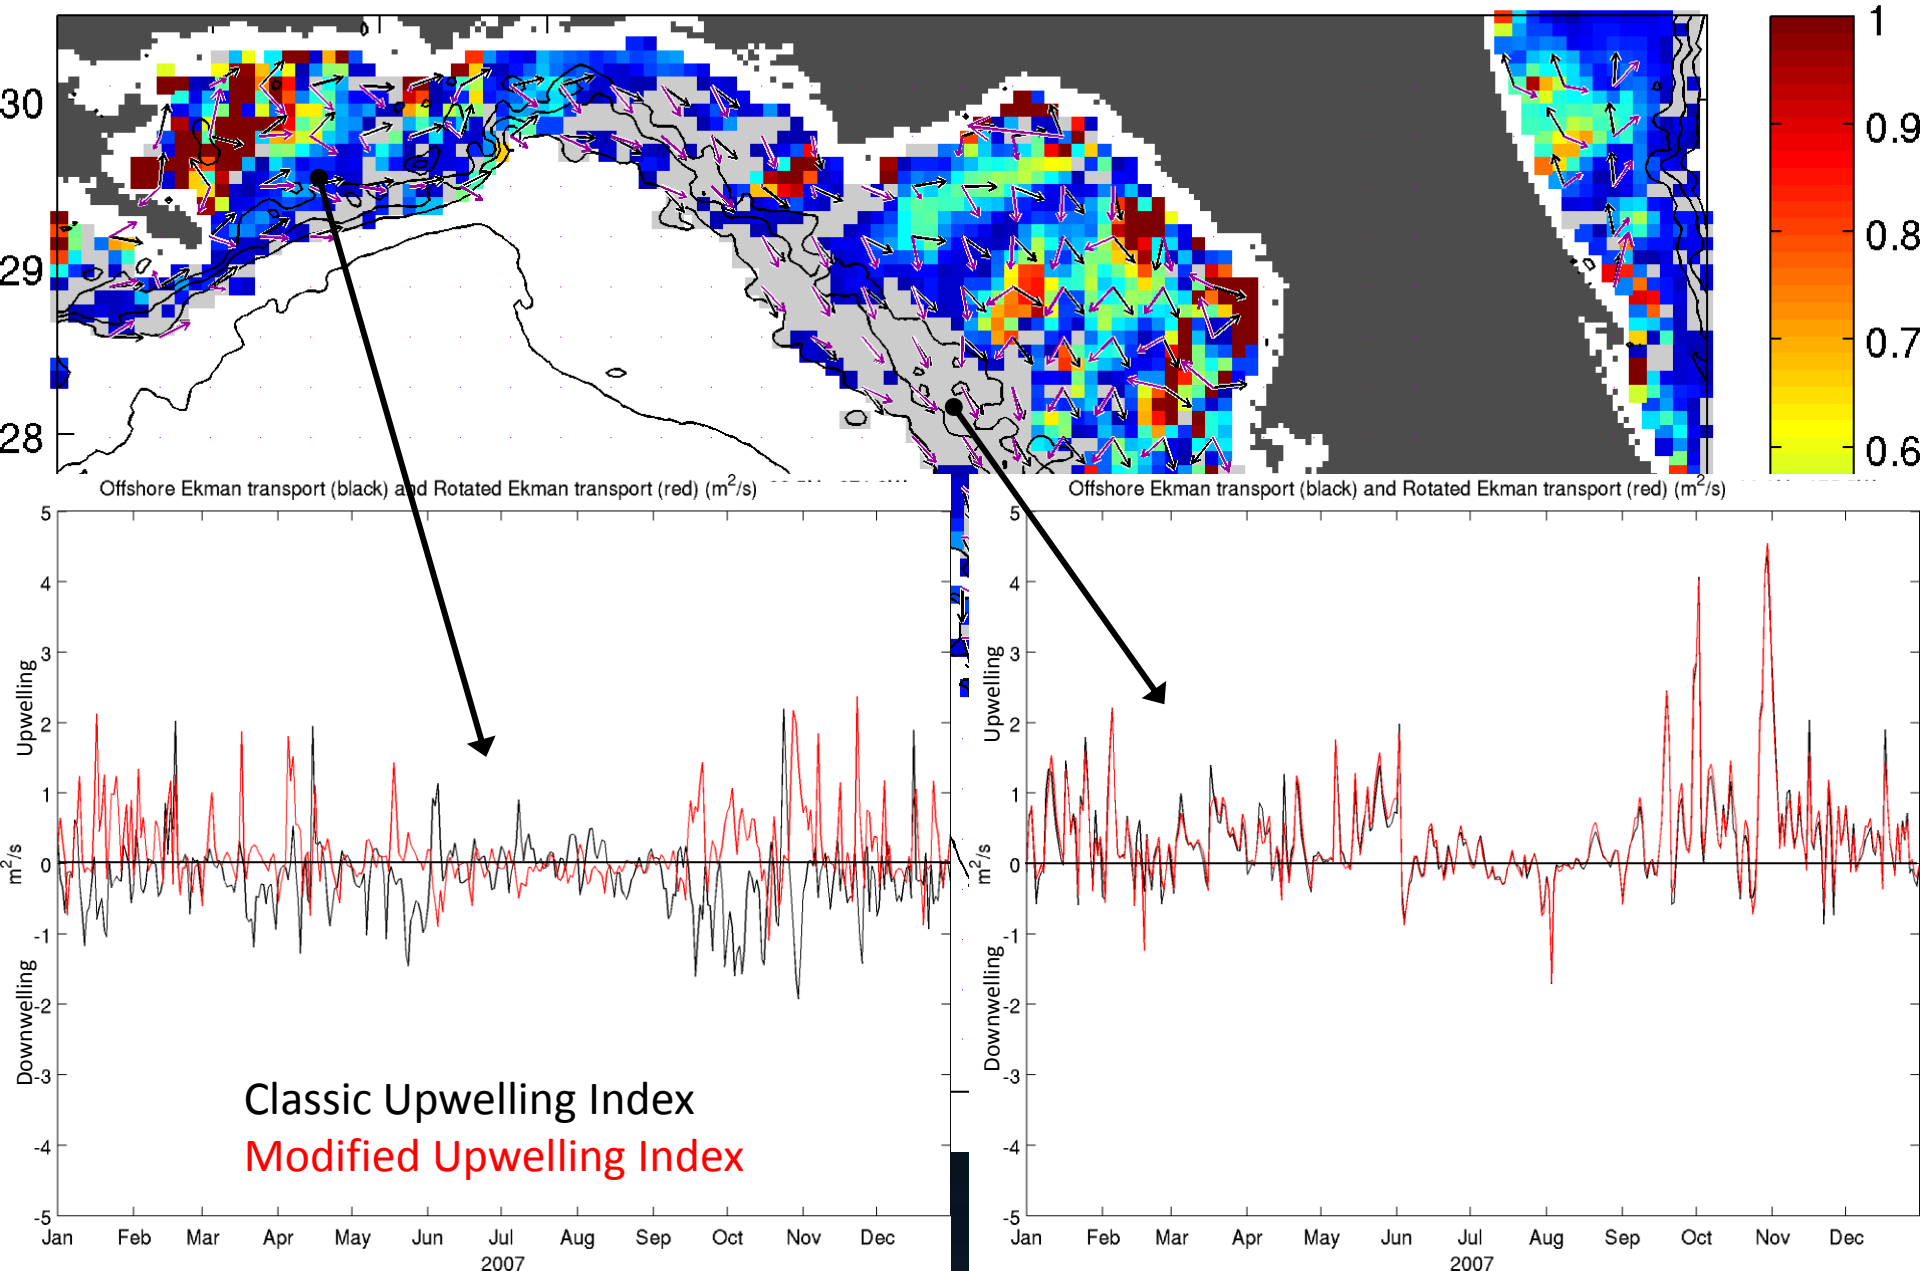 1
30
0.9
0.8
29
0.7
28
0.6
Offshore Ekman transport (black) and Rotated Ekman transport (red) (m²/s)
Offshore Ekman transport (black) and Rotated Ekman transport (red) (m²/s)
5
4
3
2
1
0
-1
-2
-3
-4
-5
Upwelling
m²/s
Downwelling
Classic Upwelling Index
Modified Upwelling Index
Jan Feb Mar Apr May Jun Jul Aug Sep Oct Nov Dec
2007
5
4
3
2
1
0
-1
-2
-3
-4
-5
Upwelling
m²/s
Downwelling
Jan Feb Mar Apr May Jun Jul Aug Sep Oct Nov Dec
2007